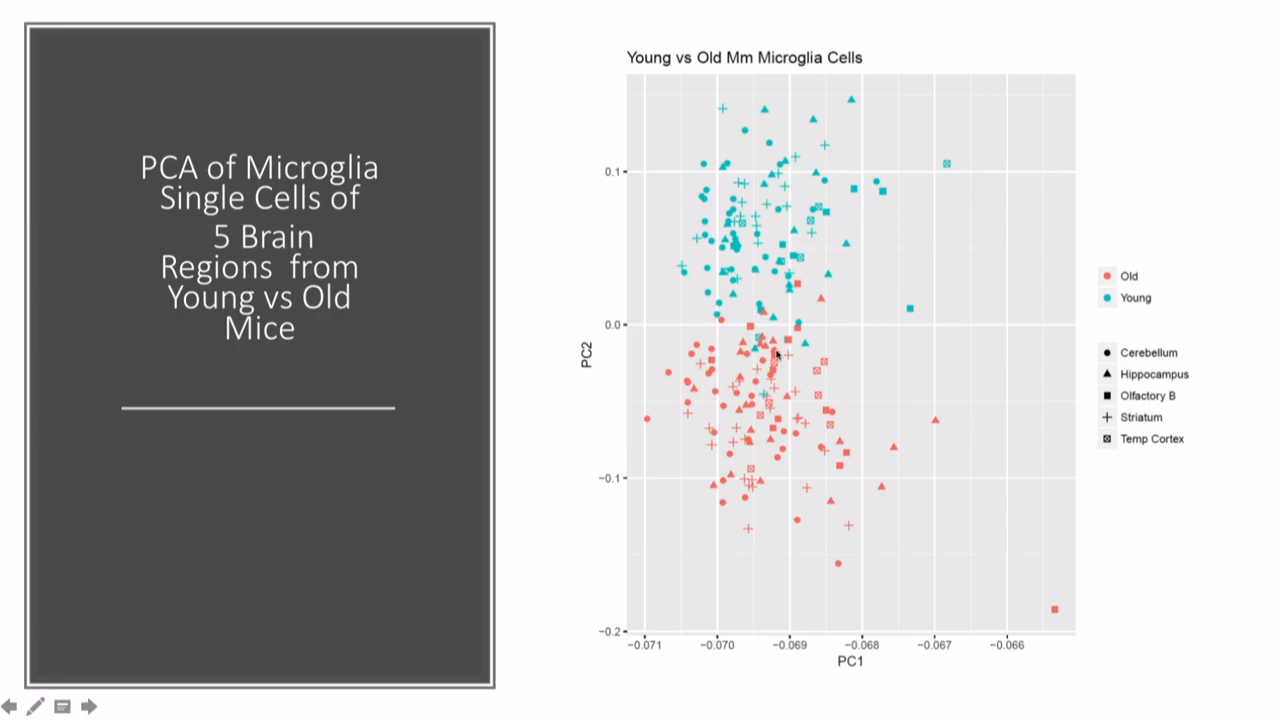 PCA of Microglia
Single Cells of
5 Brain
Regions from
Young vs Old
Mice
Young vs Old Mm Microglia Cells
0.1
0.0
−0.1
−0.2
PC2
−0.071 −0.070 −0.069 −0.068 −0.067 −0.066
PC1
Old
Young
Cerebellum
Hippocampus
Olfactory B
Striatum
Temp Cortex